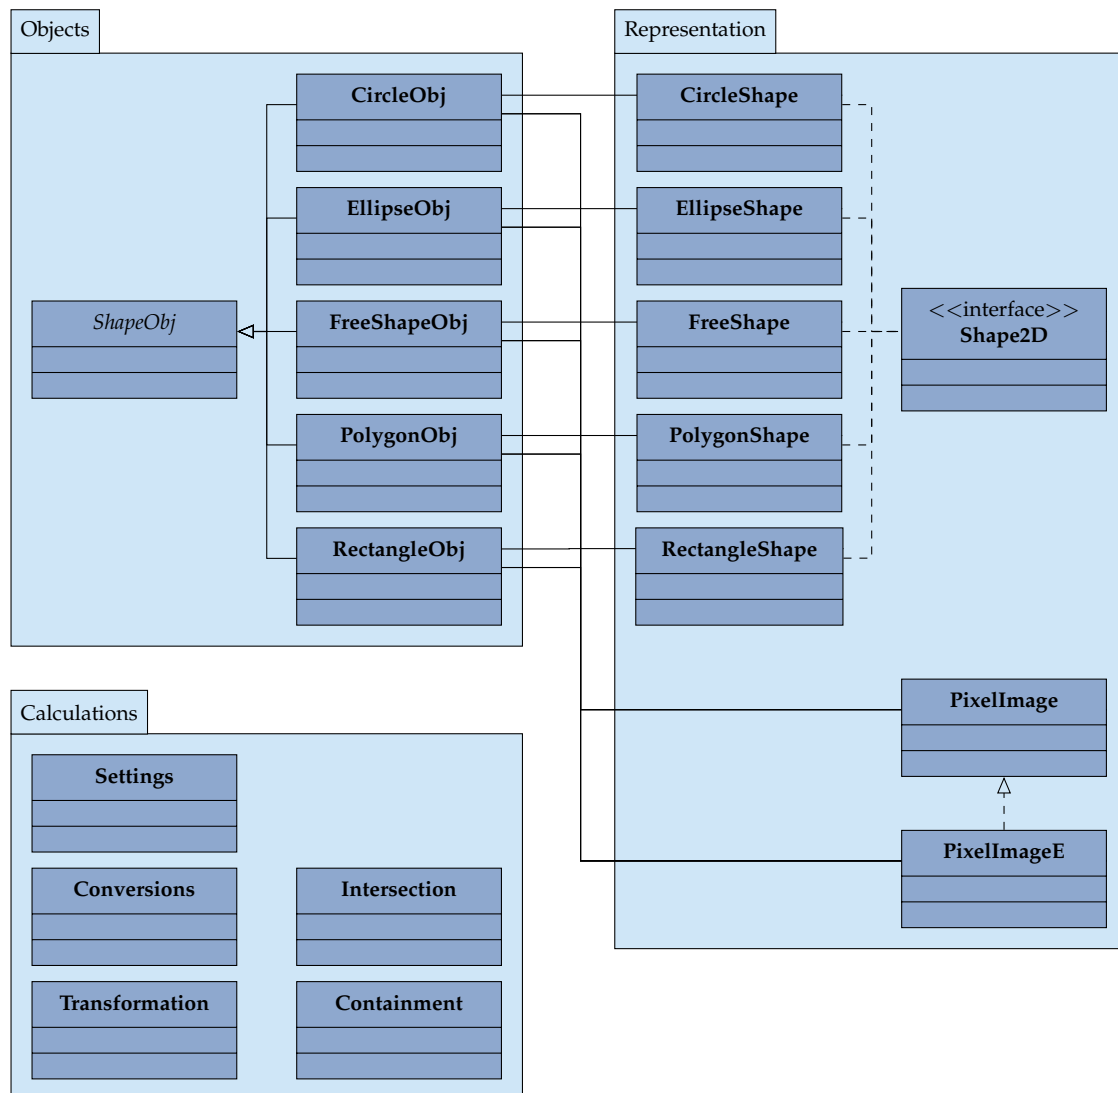 Objects
CircleObj
EllipseObj
ShapeObj
FreeShapeObj
PolygonObj
RectangleObj
Representation
CircleShape
EllipseShape
FreeShape
<<interface>>
Shape2D
PolygonShape
RectangleShape
PixelImage
PixelImageE
Calculations
Settings
Conversions
Intersection
Transformation
Containment